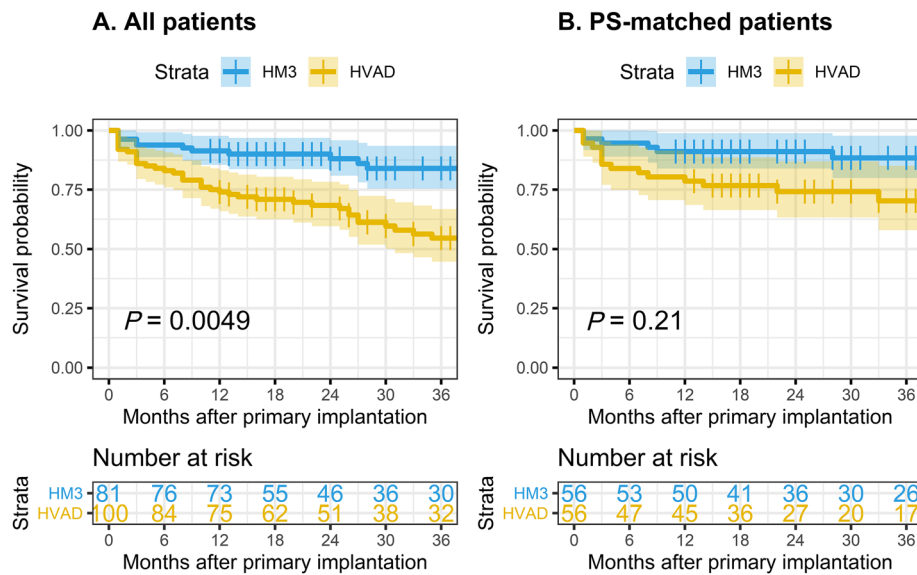 A. All patients
Strata HM3 HVAD
1.00
0.75
0.50
0.25
0.00
Survival probability
P = 0.0049
0 6 12 18 24 30 36
Months after primary implantation
Number at risk
Strata
HM3 81 76 73 55 46 36 30
HVAD 100 84 75 62 51 38 32
0 6 12 18 24 30 36
Months after primary implantation
B. PS-matched patients
Strata HM3 HVAD
1.00
0.75
0.50
0.25
0.00
Survival probability
P = 0.21
0 6 12 18 24 30 36
Months after primary implantation
Number at risk
Strata
HM3 56 53 50 41 36 30 26
HVAD 56 47 45 36 27 20 17
0 6 12 18 24 30 36
Months after primary implantation